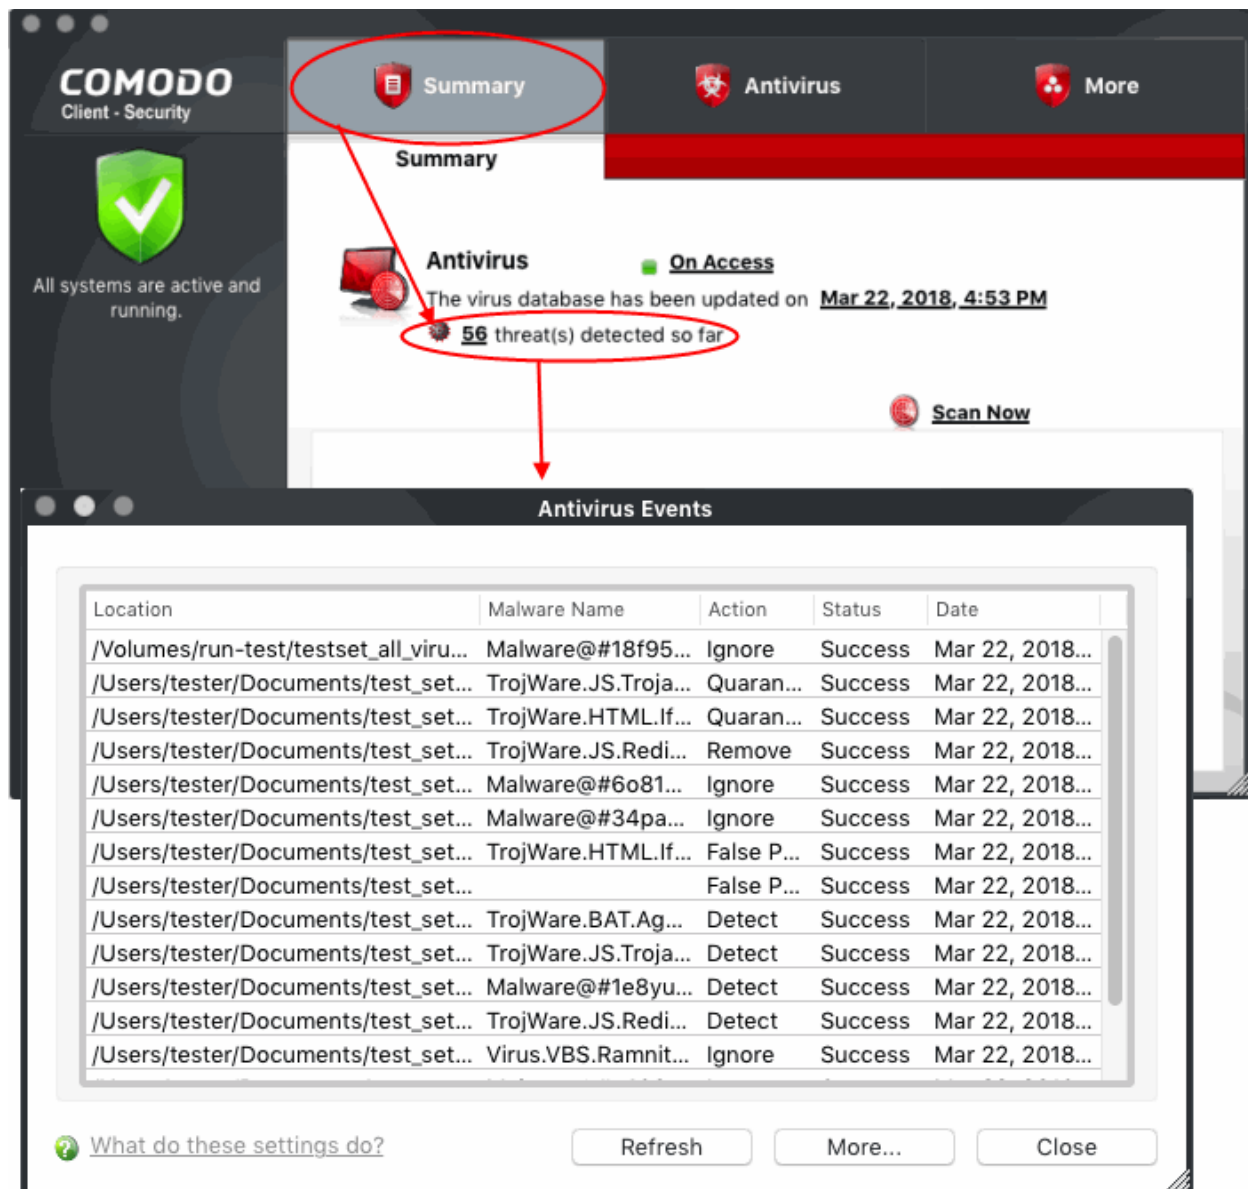 COMODO
Client - Security
Summary
Antivirus
More
Summary
All systems are active and
running.
Antivirus
On Access
The virus database has been updated on Mar 22, 2018, 4:53 PM
56 threat(s) detected so far
Scan Now
Antivirus Events
Location Malware Name Action Status Date
/Volumes/run-test/testset_all_viru... Malware@#18f95... Ignore Success Mar 22, 2018...
/Users/tester/Documents/test_set... TrojWare.JS.Troja... Quaran... Success Mar 22, 2018...
/Users/tester/Documents/test_set... TrojWare.HTML.If... Quaran... Success Mar 22, 2018...
/Users/tester/Documents/test_set... TrojWare.JS.Redi... Remove Success Mar 22, 2018...
/Users/tester/Documents/test_set... Malware@#6o81... Ignore Success Mar 22, 2018...
/Users/tester/Documents/test_set... Malware@#34pa... Ignore Success Mar 22, 2018...
/Users/tester/Documents/test_set... TrojWare.HTML.If... False P... Success Mar 22, 2018...
/Users/tester/Documents/test_set... False P... Success Mar 22, 2018...
/Users/tester/Documents/test_set... TrojWare.BAT.Ag... Detect Success Mar 22, 2018...
/Users/tester/Documents/test_set... TrojWare.JS.Troja... Detect Success Mar 22, 2018...
/Users/tester/Documents/test_set... Malware@#1e8yu... Detect Success Mar 22, 2018...
/Users/tester/Documents/test_set... TrojWare.JS.Redi... Detect Success Mar 22, 2018...
/Users/tester/Documents/test_set... Virus.VBS.Ramnit... Ignore Success Mar 22, 2018...
What do these settings do?
Refresh
More...
Close